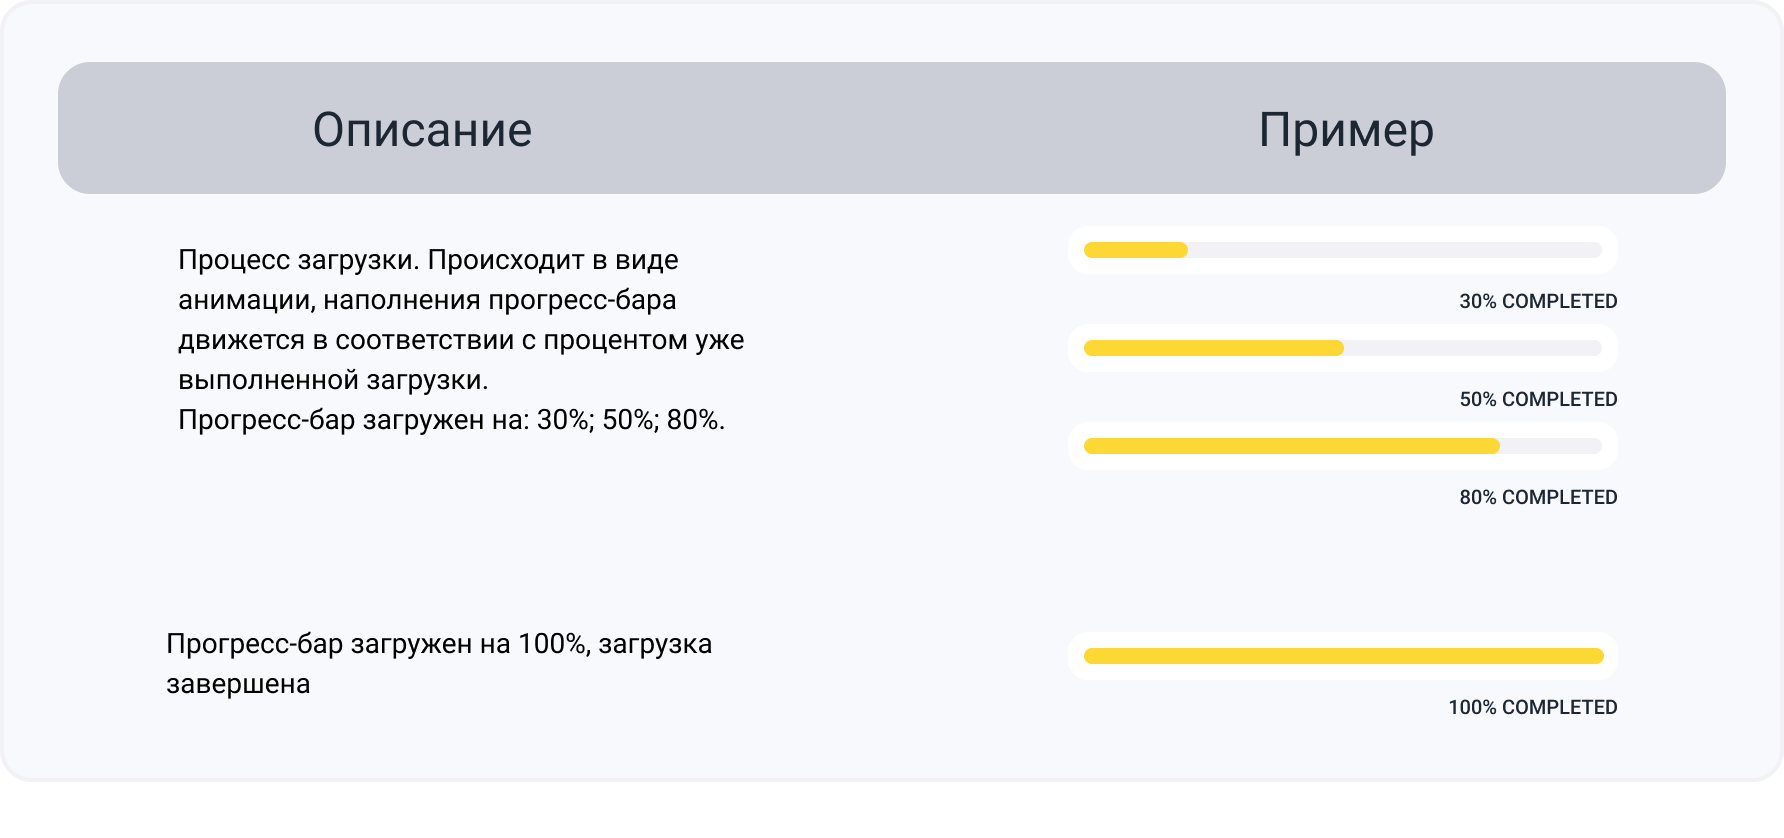 Описание
Пример
Процесс загрузки. Происходит в виде
анимации, наполнения прогресс-бара
движется в соответствии с процентом уже
выполненной загрузки.
Прогресс-бар загружен на: 30%; 50%; 80%.
30% COMPLETED
50% COMPLETED
80% COMPLETED
Прогресс-бар загружен на 100%, загрузка
завершена
100% COMPLETED